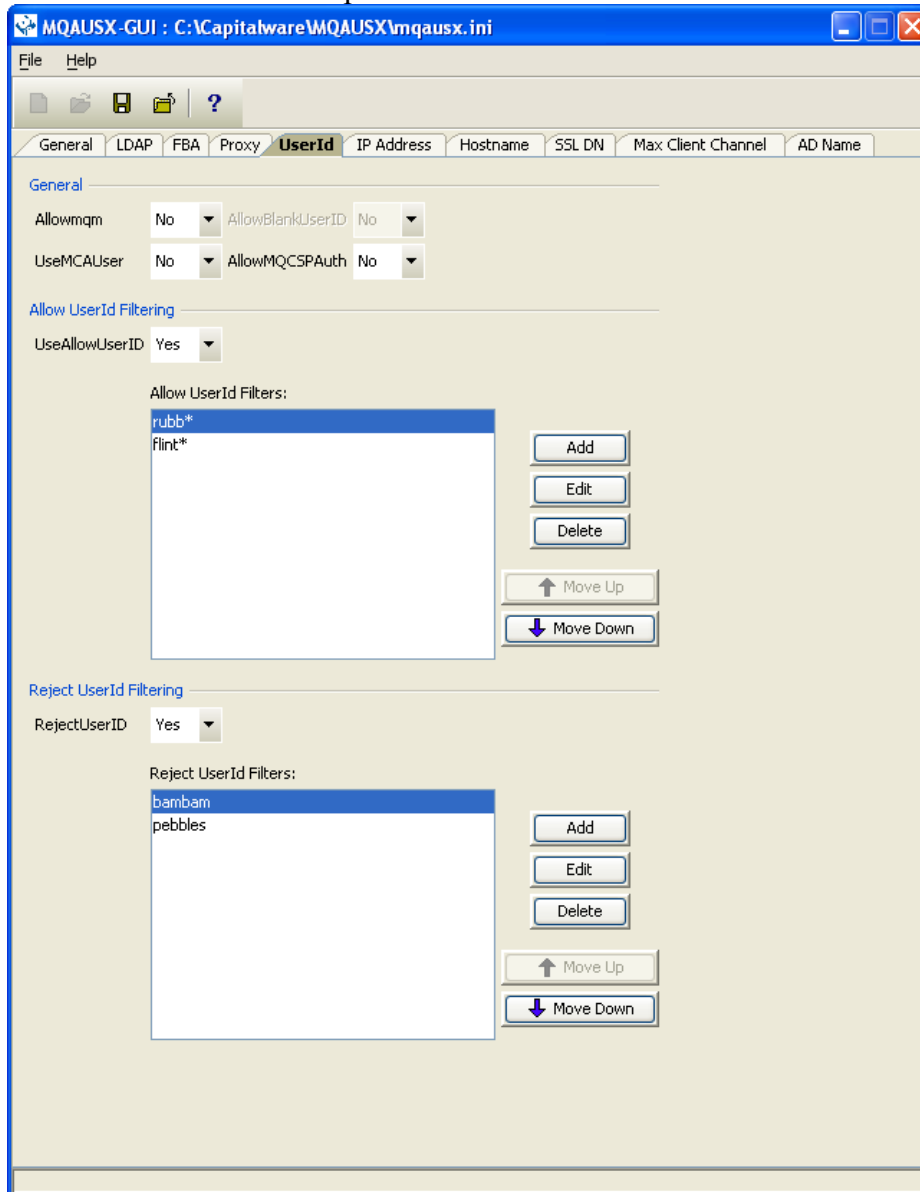 MQAUSX-GUI : C:\Capitalware\MQAUSX\mqausx.ini
File Help
?
General LDAP FBA Proxy UserId IP Address Hostname SSL DN Max Client Channel AD Name
General
Allowmqm No AllowBlankUserID No
UseMCAUser No AllowMQCSPAuth No
Allow UserId Filtering
UseAllowUserID Yes
Allow UserId Filters:
rubb*
flint*
Add
Edit
Delete
Move Up
Move Down
Reject UserId Filtering
RejectUserID Yes
Reject UserId Filters:
bambam
pebbles
Add
Edit
Delete
Move Up
Move Down